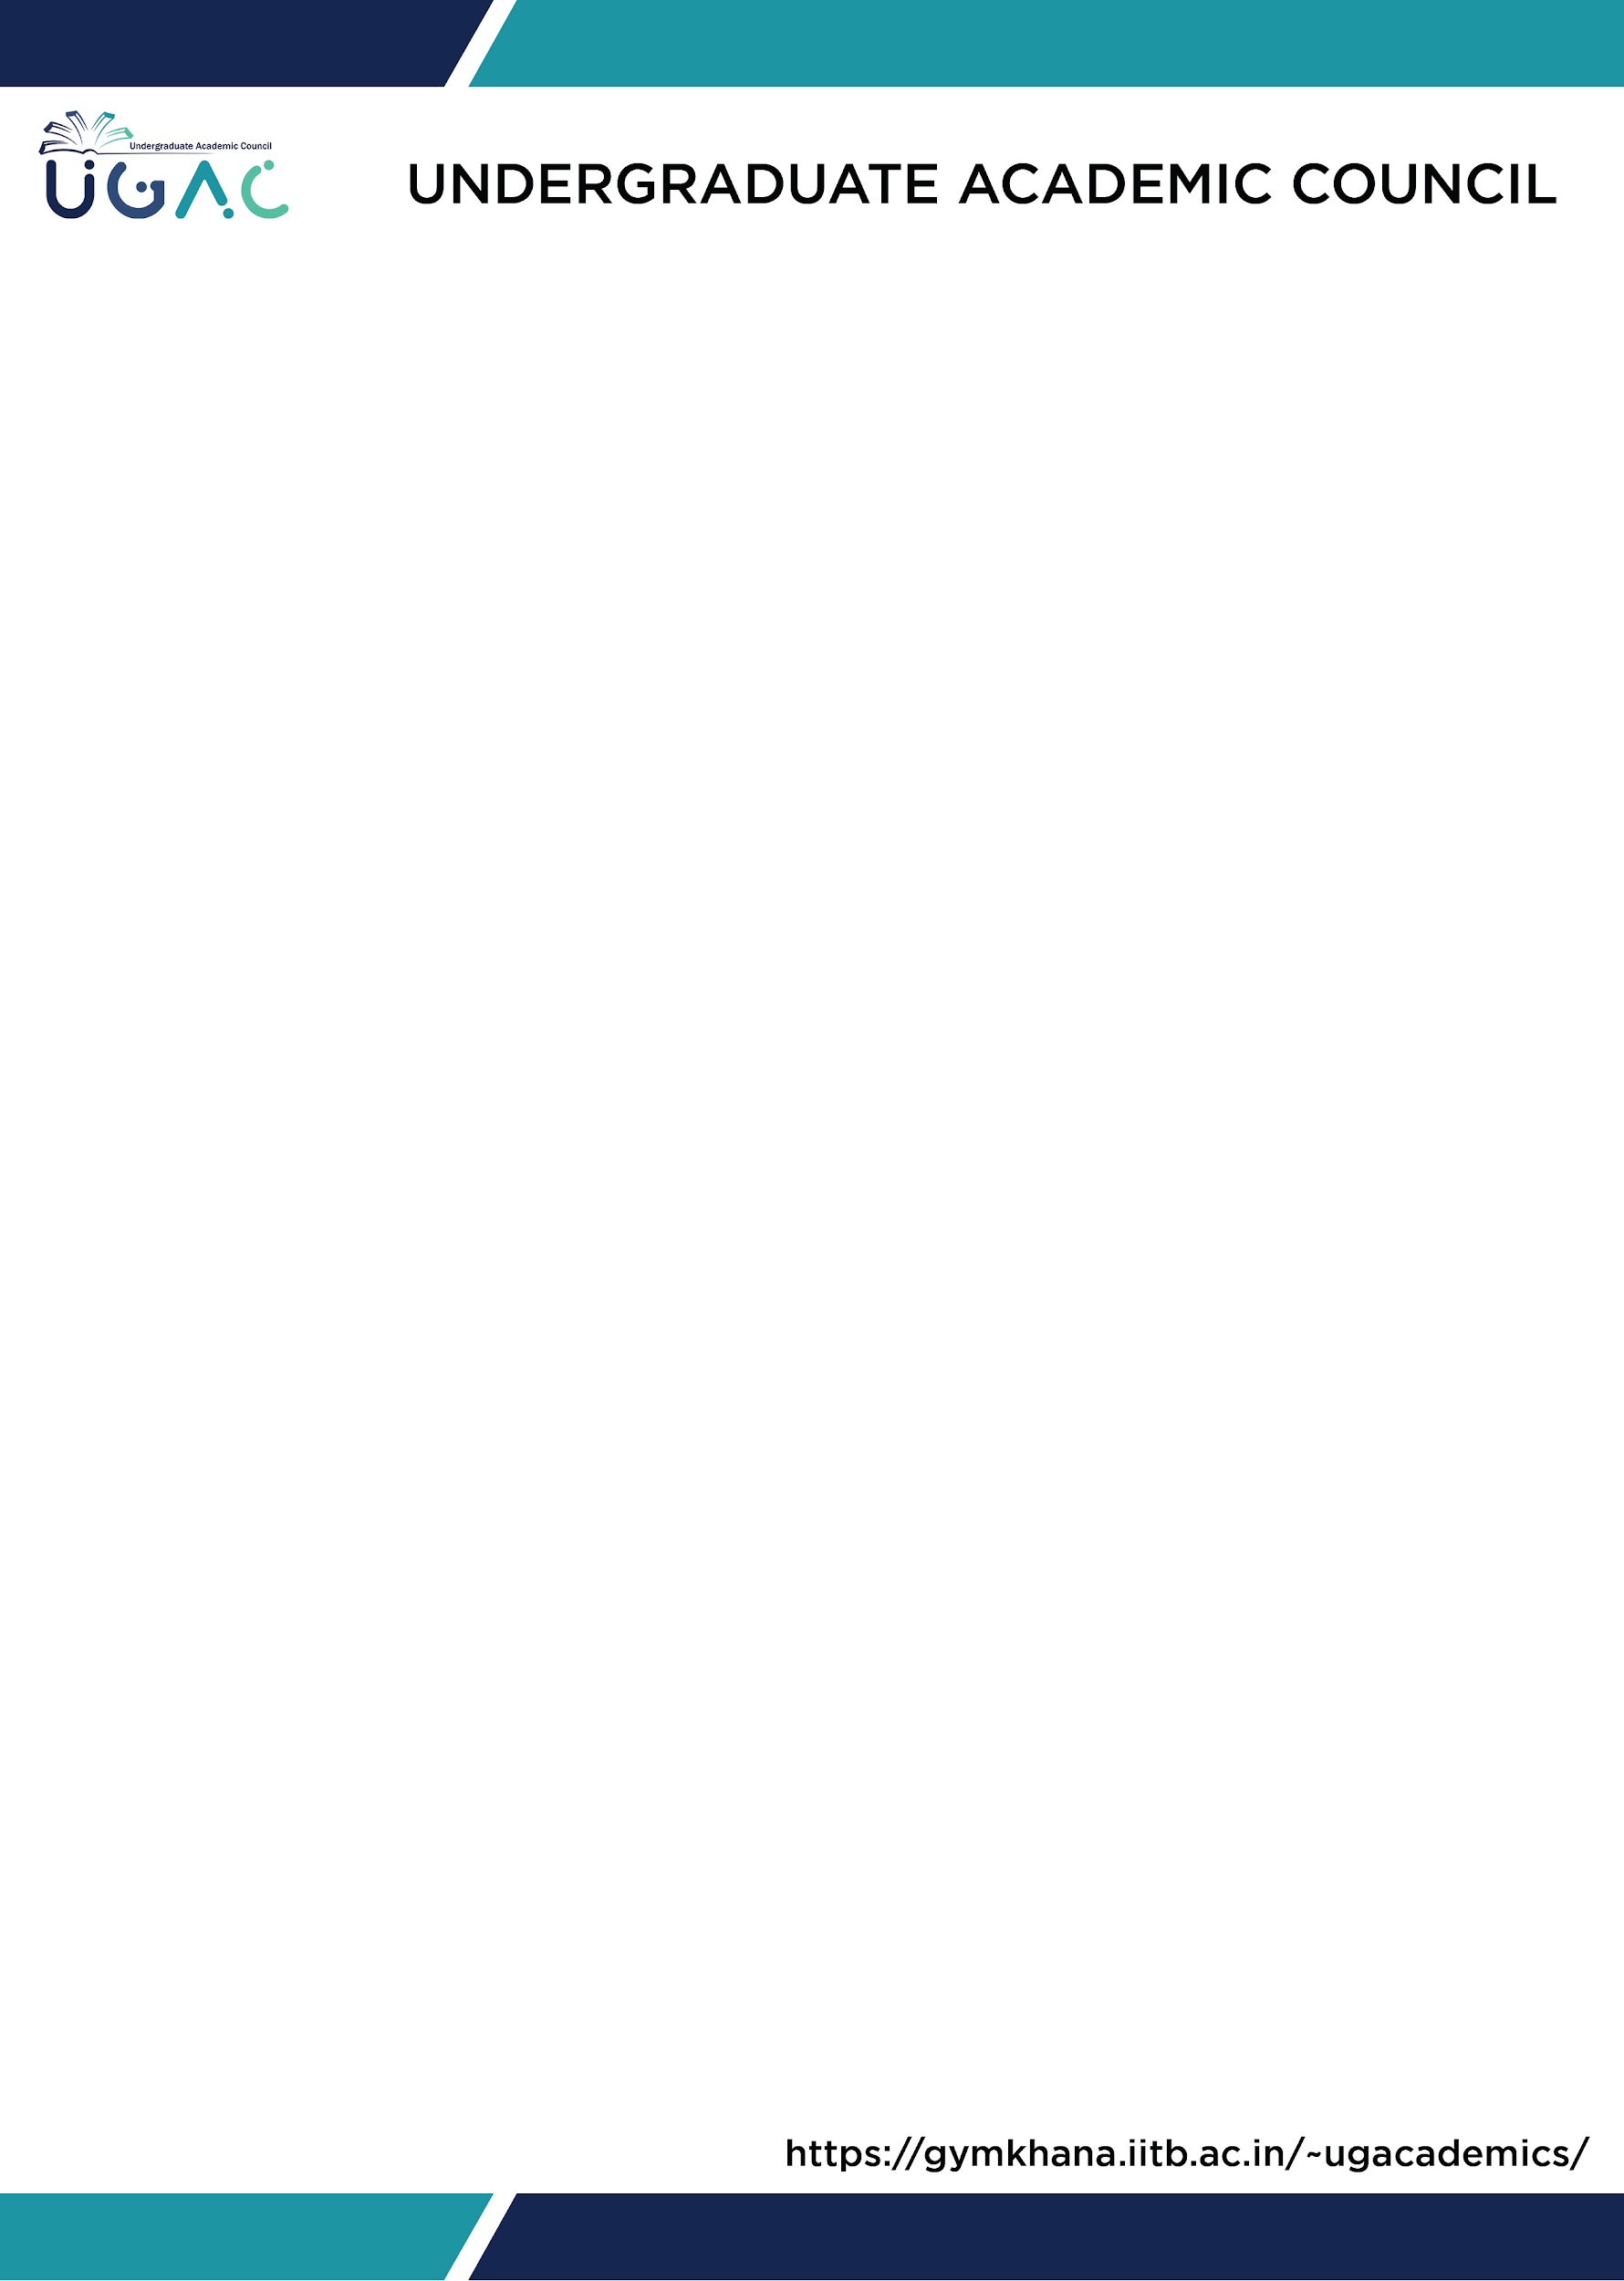 Undergraduate Academic Council
UGAC
UNDERGRADUATE ACADEMIC COUNCIL
https://gymkhana.iitb.ac.in/~ugacademics/